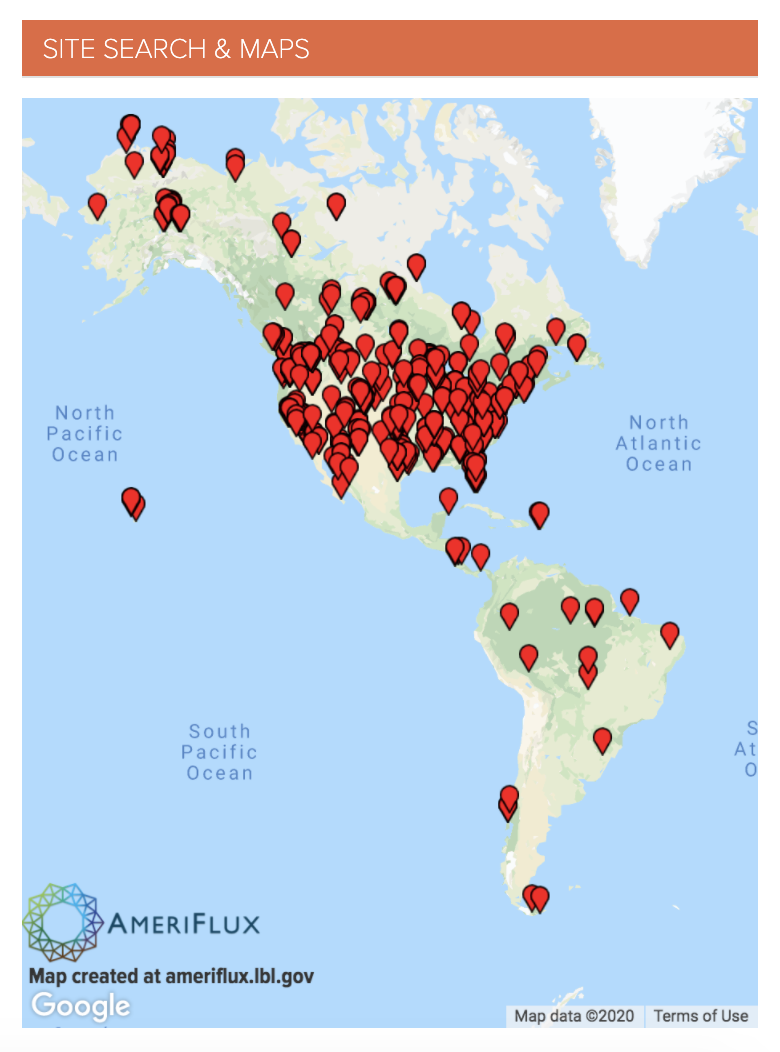 SITE SEARCH & MAPS
North
Pacific
Ocean
North
Atlantic
Ocean
South
Pacific
Ocean
S
At
O
AMERIFLUX
Map created at ameriflux.lbl.gov
Google
Map data ©2020
Terms of Use